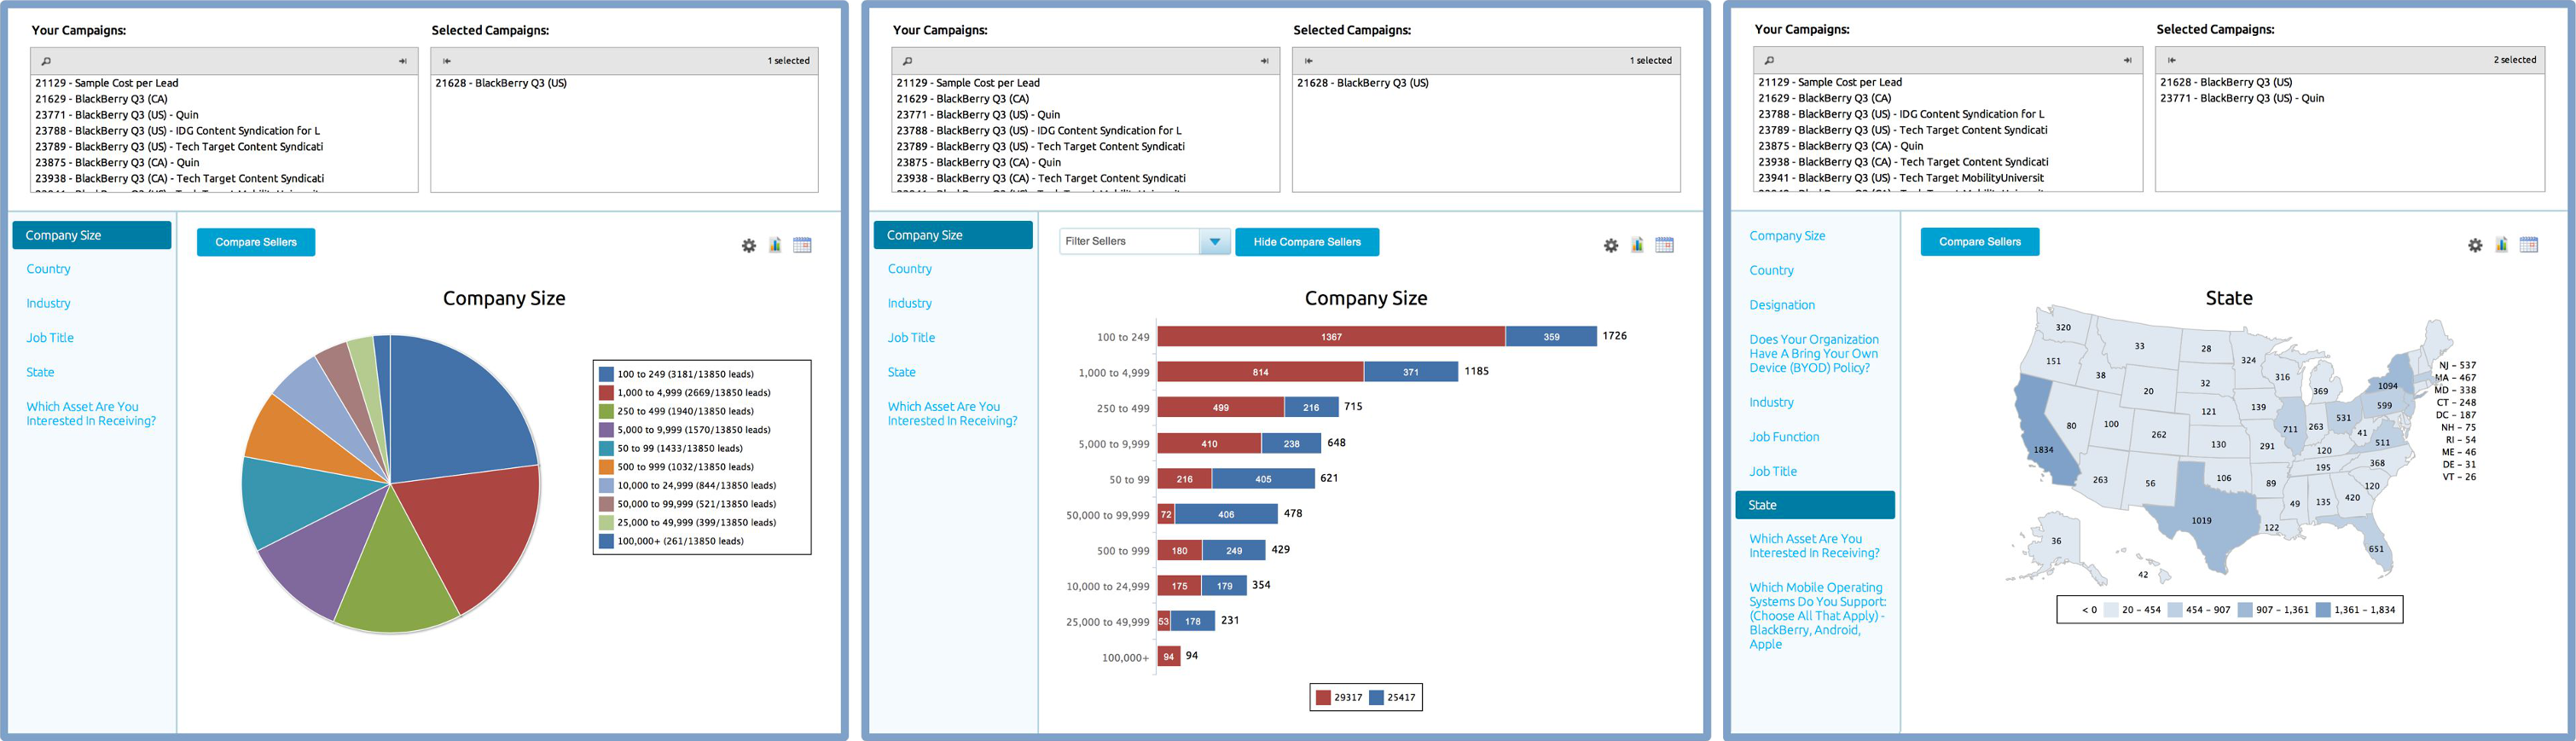 Your Campaigns:
Selected Campaigns:
1 selected
21129 - Sample Cost per Lead
21629 - BlackBerry Q3 (CA)
23771 - BlackBerry Q3 (US) - Quin
23788 - BlackBerry Q3 (US) - IDG Content Syndication for L
23789 - BlackBerry Q3 (US) - Tech Target Content Syndicati
23875 - BlackBerry Q3 (CA) - Quin
23938 - BlackBerry Q3 (CA) - Tech Target Content Syndicati
21628 - BlackBerry Q3 (US)
Company Size
Country
Industry
Job Title
State
Which Asset Are You
Interested In Receiving?
Compare Sellers
Company Size
100 to 249 (3181/13850 leads)
1,000 to 4,999 (2669/13850 leads)
250 to 499 (1940/13850 leads)
5,000 to 9,999 (1570/13850 leads)
50 to 99 (1433/13850 leads)
500 to 999 (1032/13850 leads)
10,000 to 24,999 (844/13850 leads)
50,000 to 99,999 (521/13850 leads)
25,000 to 49,999 (399/13850 leads)
100,000+ (261/13850 leads)
Your Campaigns:
Selected Campaigns:
1 selected
21129 - Sample Cost per Lead
21629 - BlackBerry Q3 (CA)
23771 - BlackBerry Q3 (US) - Quin
23788 - BlackBerry Q3 (US) - IDG Content Syndication for L
23789 - BlackBerry Q3 (US) - Tech Target Content Syndicati
23875 - BlackBerry Q3 (CA) - Quin
23938 - BlackBerry Q3 (CA) - Tech Target Content Syndicati
21628 - BlackBerry Q3 (US)
Company Size
Country
Industry
Job Title
State
Which Asset Are You
Interested In Receiving?
Filter Sellers
Hide Compare Sellers
Company Size
100 to 249 1367 359 1726
1,000 to 4,999 814 371 1185
250 to 499 499 216 715
5,000 to 9,999 410 238 648
50 to 99 216 405 621
50,000 to 99,999 72 406 478
500 to 999 180 249 429
10,000 to 24,999 175 179 354
25,000 to 49,999 53 178 231
100,000+ 94 94
29317 25417
Your Campaigns:
Selected Campaigns:
2 selected
21129 - Sample Cost per Lead
21629 - BlackBerry Q3 (CA)
23788 - BlackBerry Q3 (US) - IDG Content Syndication for L
23789 - BlackBerry Q3 (US) - Tech Target Content Syndicati
23875 - BlackBerry Q3 (CA) - Quin
23938 - BlackBerry Q3 (CA) - Tech Target Content Syndicati
23941 - BlackBerry Q3 (US) - Tech Target MobilityUniversit
21628 - BlackBerry Q3 (US)
23771 - BlackBerry Q3 (US) - Quin
Company Size
Country
Designation
Does Your Organization
Have A Bring Your Own
Device (BYOD) Policy?
Industry
Job Function
Job Title
State
Which Asset Are You
Interested In Receiving?
Which Mobile Operating
Systems Do You Support:
(Choose All That Apply) -
BlackBerry, Android,
Apple
Compare Sellers
State
320
33
28
324
151
38
32
316
369
1094
20
139
599
121
531
80
100
711
263
41
262
511
130
291
120
1834
195
368
263
56
106
89
120
49
135
420
1019
122
36
651
42
NJ – 537
MA – 467
MD – 338
CT – 248
DC – 187
NH – 75
RI – 54
ME – 46
DE – 31
VT – 26
< 0 20 – 454 454 – 907 907 – 1,361 1,361 – 1,834